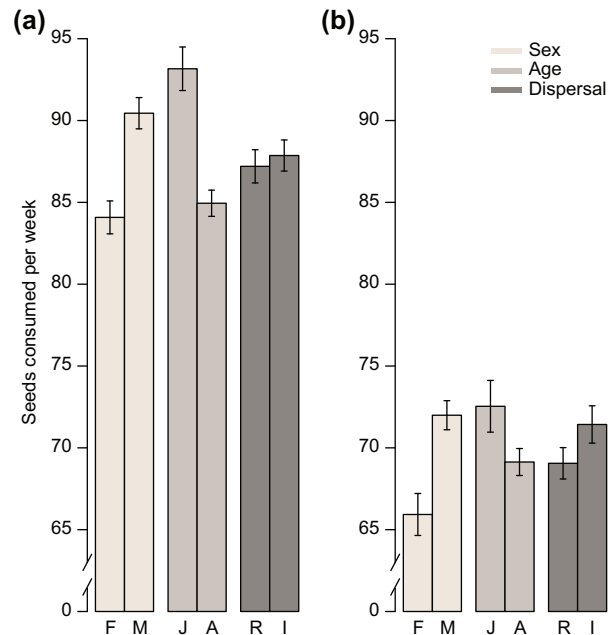 (a)
(b)
Seeds consumed per week
95
90
85
80
75
70
65
0
F M J A R I
95
90
85
80
75
70
65
0
F M J A R I
Sex
Age
Dispersal